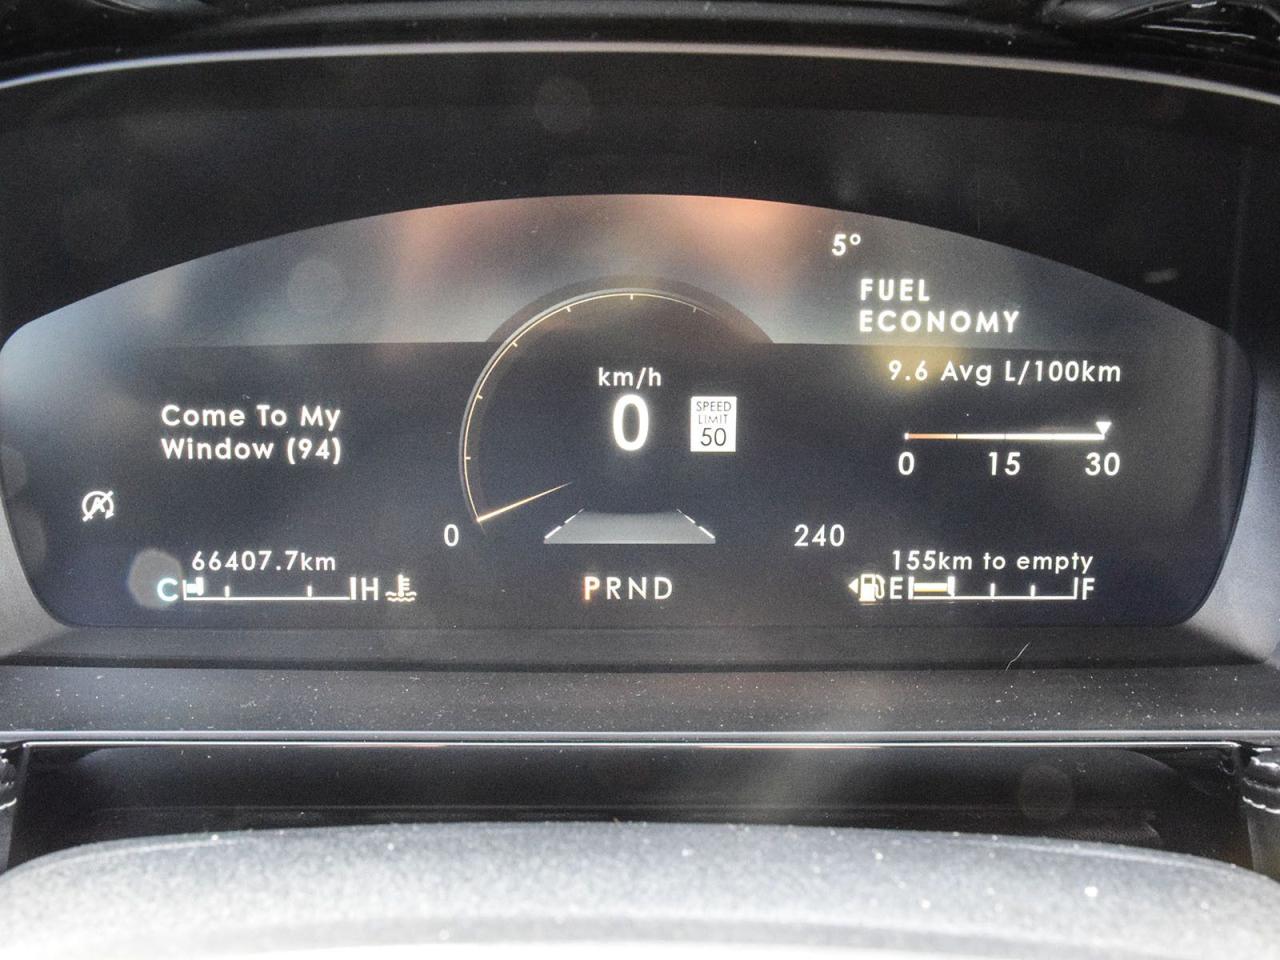 5°
FUEL
ECONOMY
9.6 Avg L/100km
0 15 30
km/h
0
SPEED
LIMIT
50
Come To My
Window (94)
0
240
66407.7km
C H
PRND
155km to empty
E F